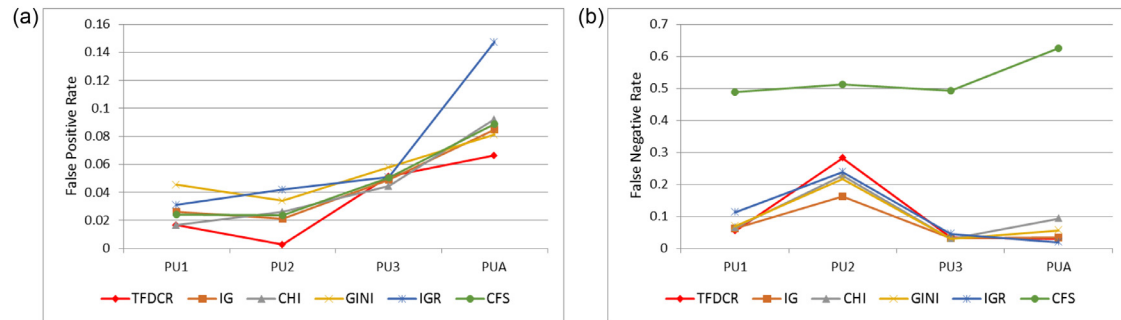 (a)
0.16
0.14
0.12
0.1
0.08
0.06
0.04
0.02
0
False Positive Rate
PU1 PU2 PU3 PUA
TFDCR IG CHI GINI IGR CFS
(b)
0.7
0.6
0.5
0.4
0.3
0.2
0.1
0
False Negative Rate
PU1 PU2 PU3 PUA
TFDCR IG CHI GINI IGR CFS